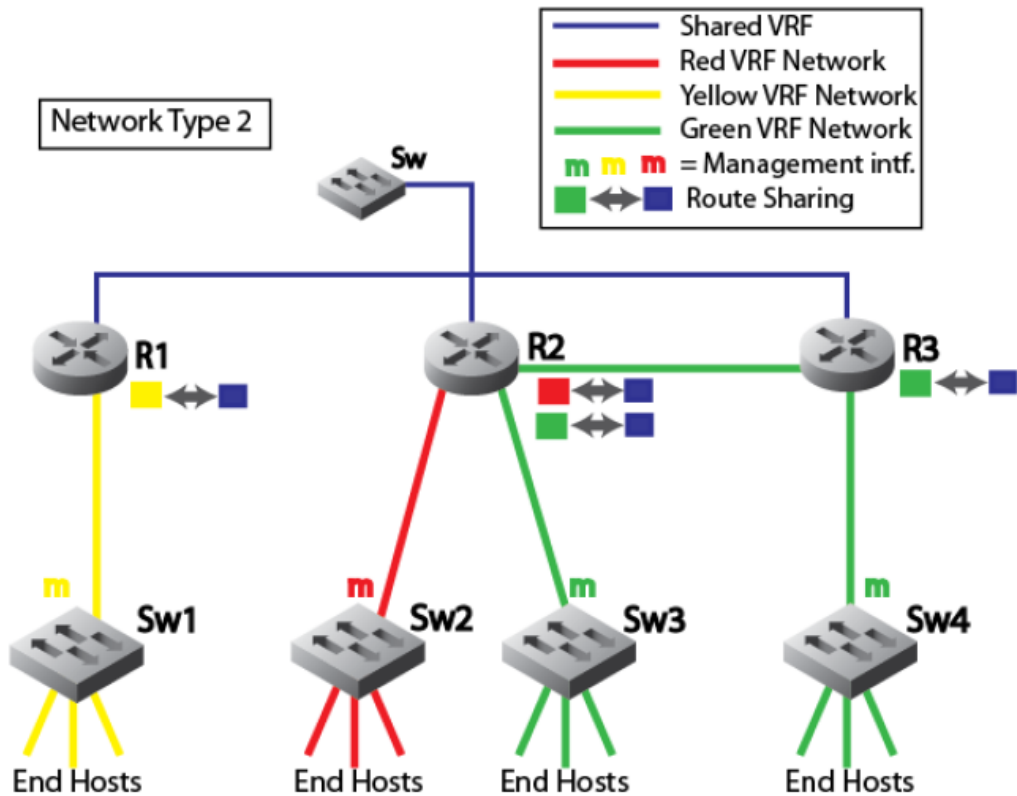 Shared VRF
Red VRF Network
Yellow VRF Network
Green VRF Network
m m m = Management intf.
Route Sharing
Network Type 2
Sw
R1
R2
R3
m
Sw1
m
Sw2
m
Sw3
m
Sw4
End Hosts
End Hosts
End Hosts
End Hosts